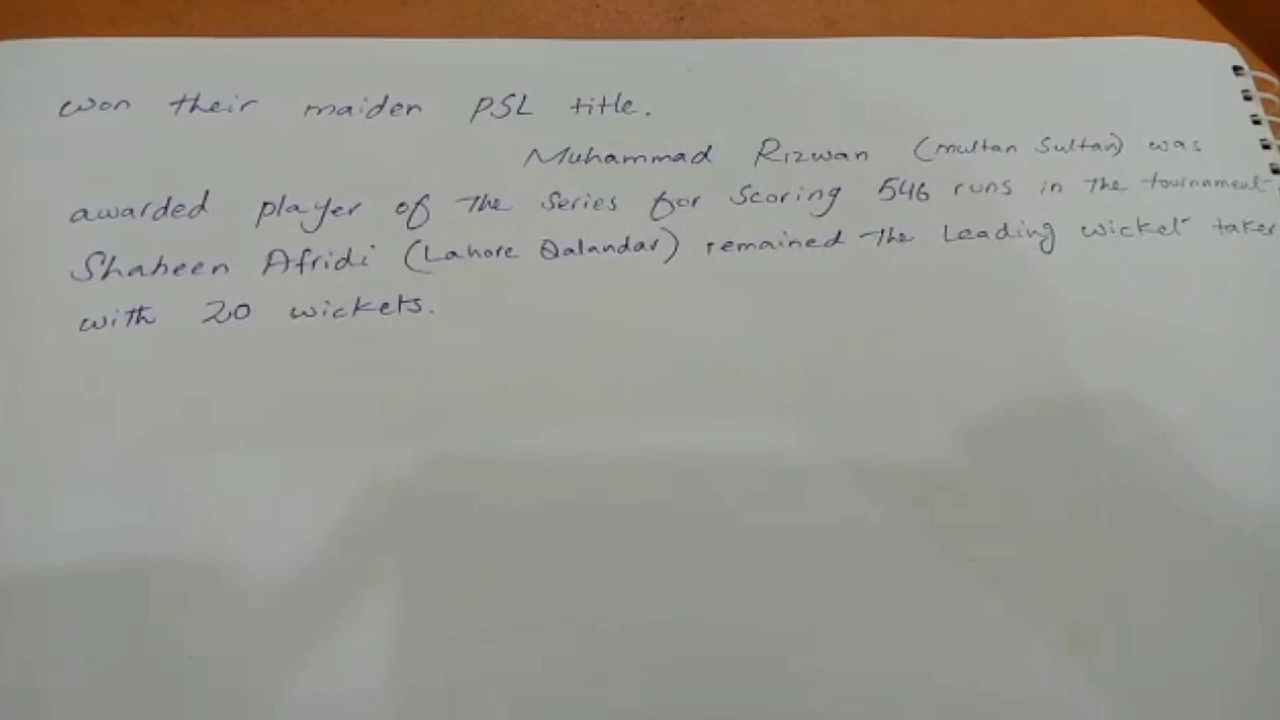 won their maiden PSL title.
Muhammad Rizwan (multan Sultan) was
awarded player of the Series for Scoring 546 runs in the tournament.
Shaheen Afridi (Lahore Qalandar) remained the Leading wicket taker
with 20 wickets.